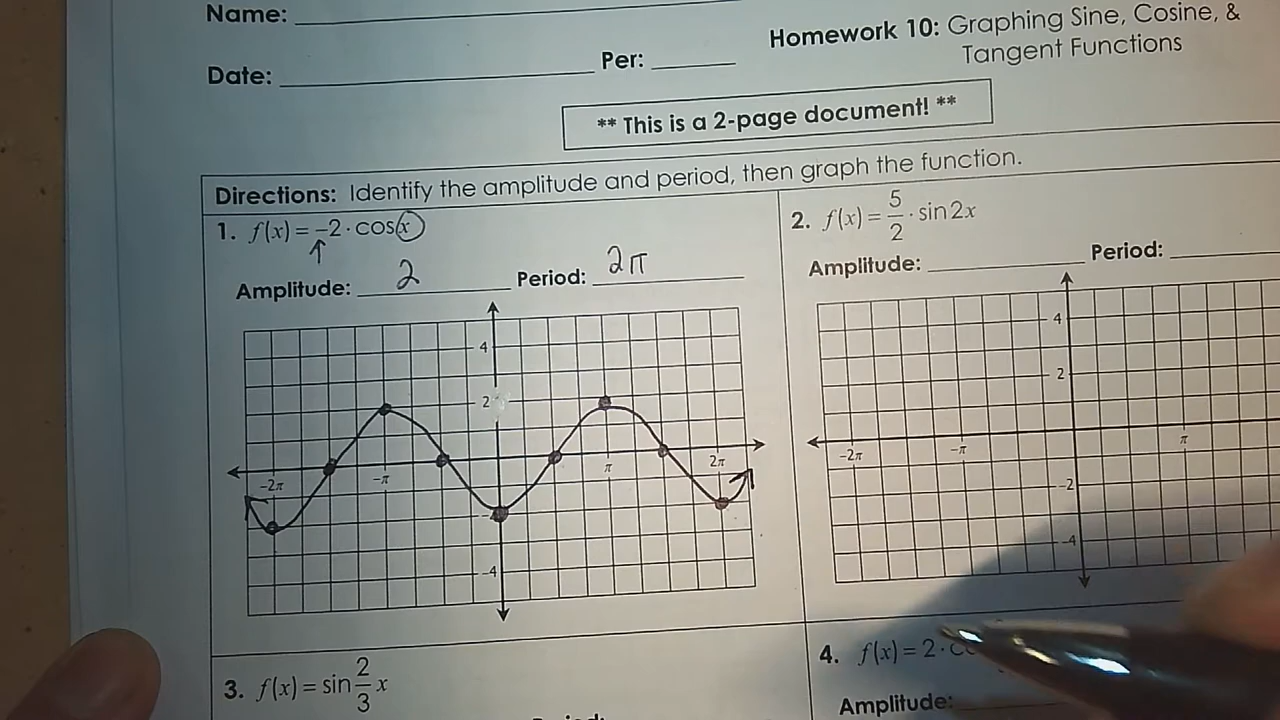 Name:
Homework 10: Graphing Sine, Cosine, &
Tangent Functions
Date: Per:
** This is a 2-page document! **
Directions: Identify the amplitude and period, then graph the function.
1. f(x) = -2 · cos x
Amplitude: 2 Period: 2π
4
2
-2π -π π 2π
-4
2. f(x) = 5/2 · sin 2x
Amplitude: Period:
4
2
-2π -π π
-2
-4
3. f(x) = sin 2/3 x
Period:
4. f(x) = 2 ·
Amplitude: